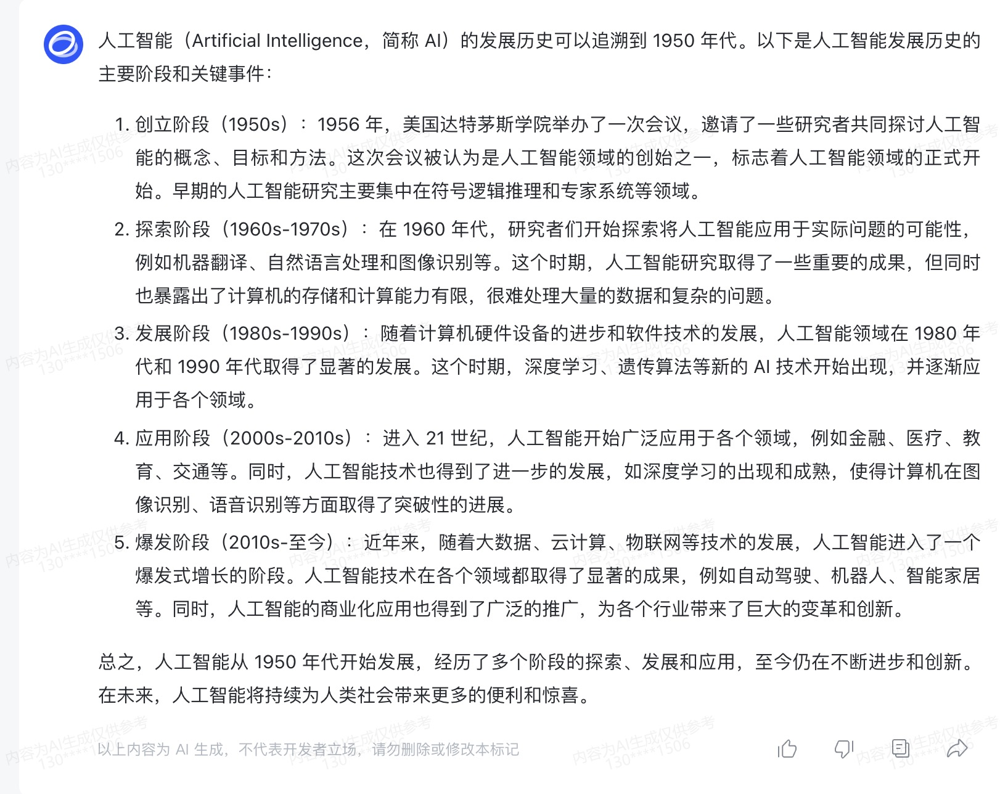 人工智能（Artificial Intelligence，简称 AI）的发展历史可以追溯到 1950 年代。以下是人工智能发展历史的
主要阶段和关键事件：
1. 创立阶段（1950s）：1956 年，美国达特茅斯学院举办了一次会议，邀请了一些研究者共同探讨人工智
能的概念、目标和方法。这次会议被认为是人工智能领域的创始之一，标志着人工智能领域的正式开
始。早期的人工智能研究主要集中在符号逻辑推理和专家系统等领域。
2. 探索阶段（1960s-1970s）：在 1960 年代，研究者们开始探索将人工智能应用于实际问题的可能性，
例如机器翻译、自然语言处理和图像识别等。这个时期，人工智能研究取得了一些重要的成果，但同时
也暴露出了计算机的存储和计算能力有限，很难处理大量的数据和复杂的问题。
3. 发展阶段（1980s-1990s）：随着计算机硬件设备的进步和软件技术的发展，人工智能领域在 1980 年
代和 1990 年代取得了显著的发展。这个时期，深度学习、遗传算法等新的 AI 技术开始出现，并逐渐应
用于各个领域。
4. 应用阶段（2000s-2010s）：进入 21 世纪，人工智能开始广泛应用于各个领域，例如金融、医疗、教
育、交通等。同时，人工智能技术也得到了进一步的发展，如深度学习的出现和成熟，使得计算机在图
像识别、语音识别等方面取得了突破性的进展。
5. 爆发阶段（2010s-至今）：近年来，随着大数据、云计算、物联网等技术的发展，人工智能进入了一个
爆发式增长的阶段。人工智能技术在各个领域都取得了显著的成果，例如自动驾驶、机器人、智能家居
等。同时，人工智能的商业化应用也得到了广泛的推广，为各个行业带来了巨大的变革和创新。
总之，人工智能从 1950 年代开始发展，经历了多个阶段的探索、发展和应用，至今仍在不断进步和创新。
在未来，人工智能将持续为人类社会带来更多的便利和惊喜。
以上内容为 AI 生成，不代表开发者立场，请勿删除或修改本标记
内容为AI生成仅供参考
130****1506